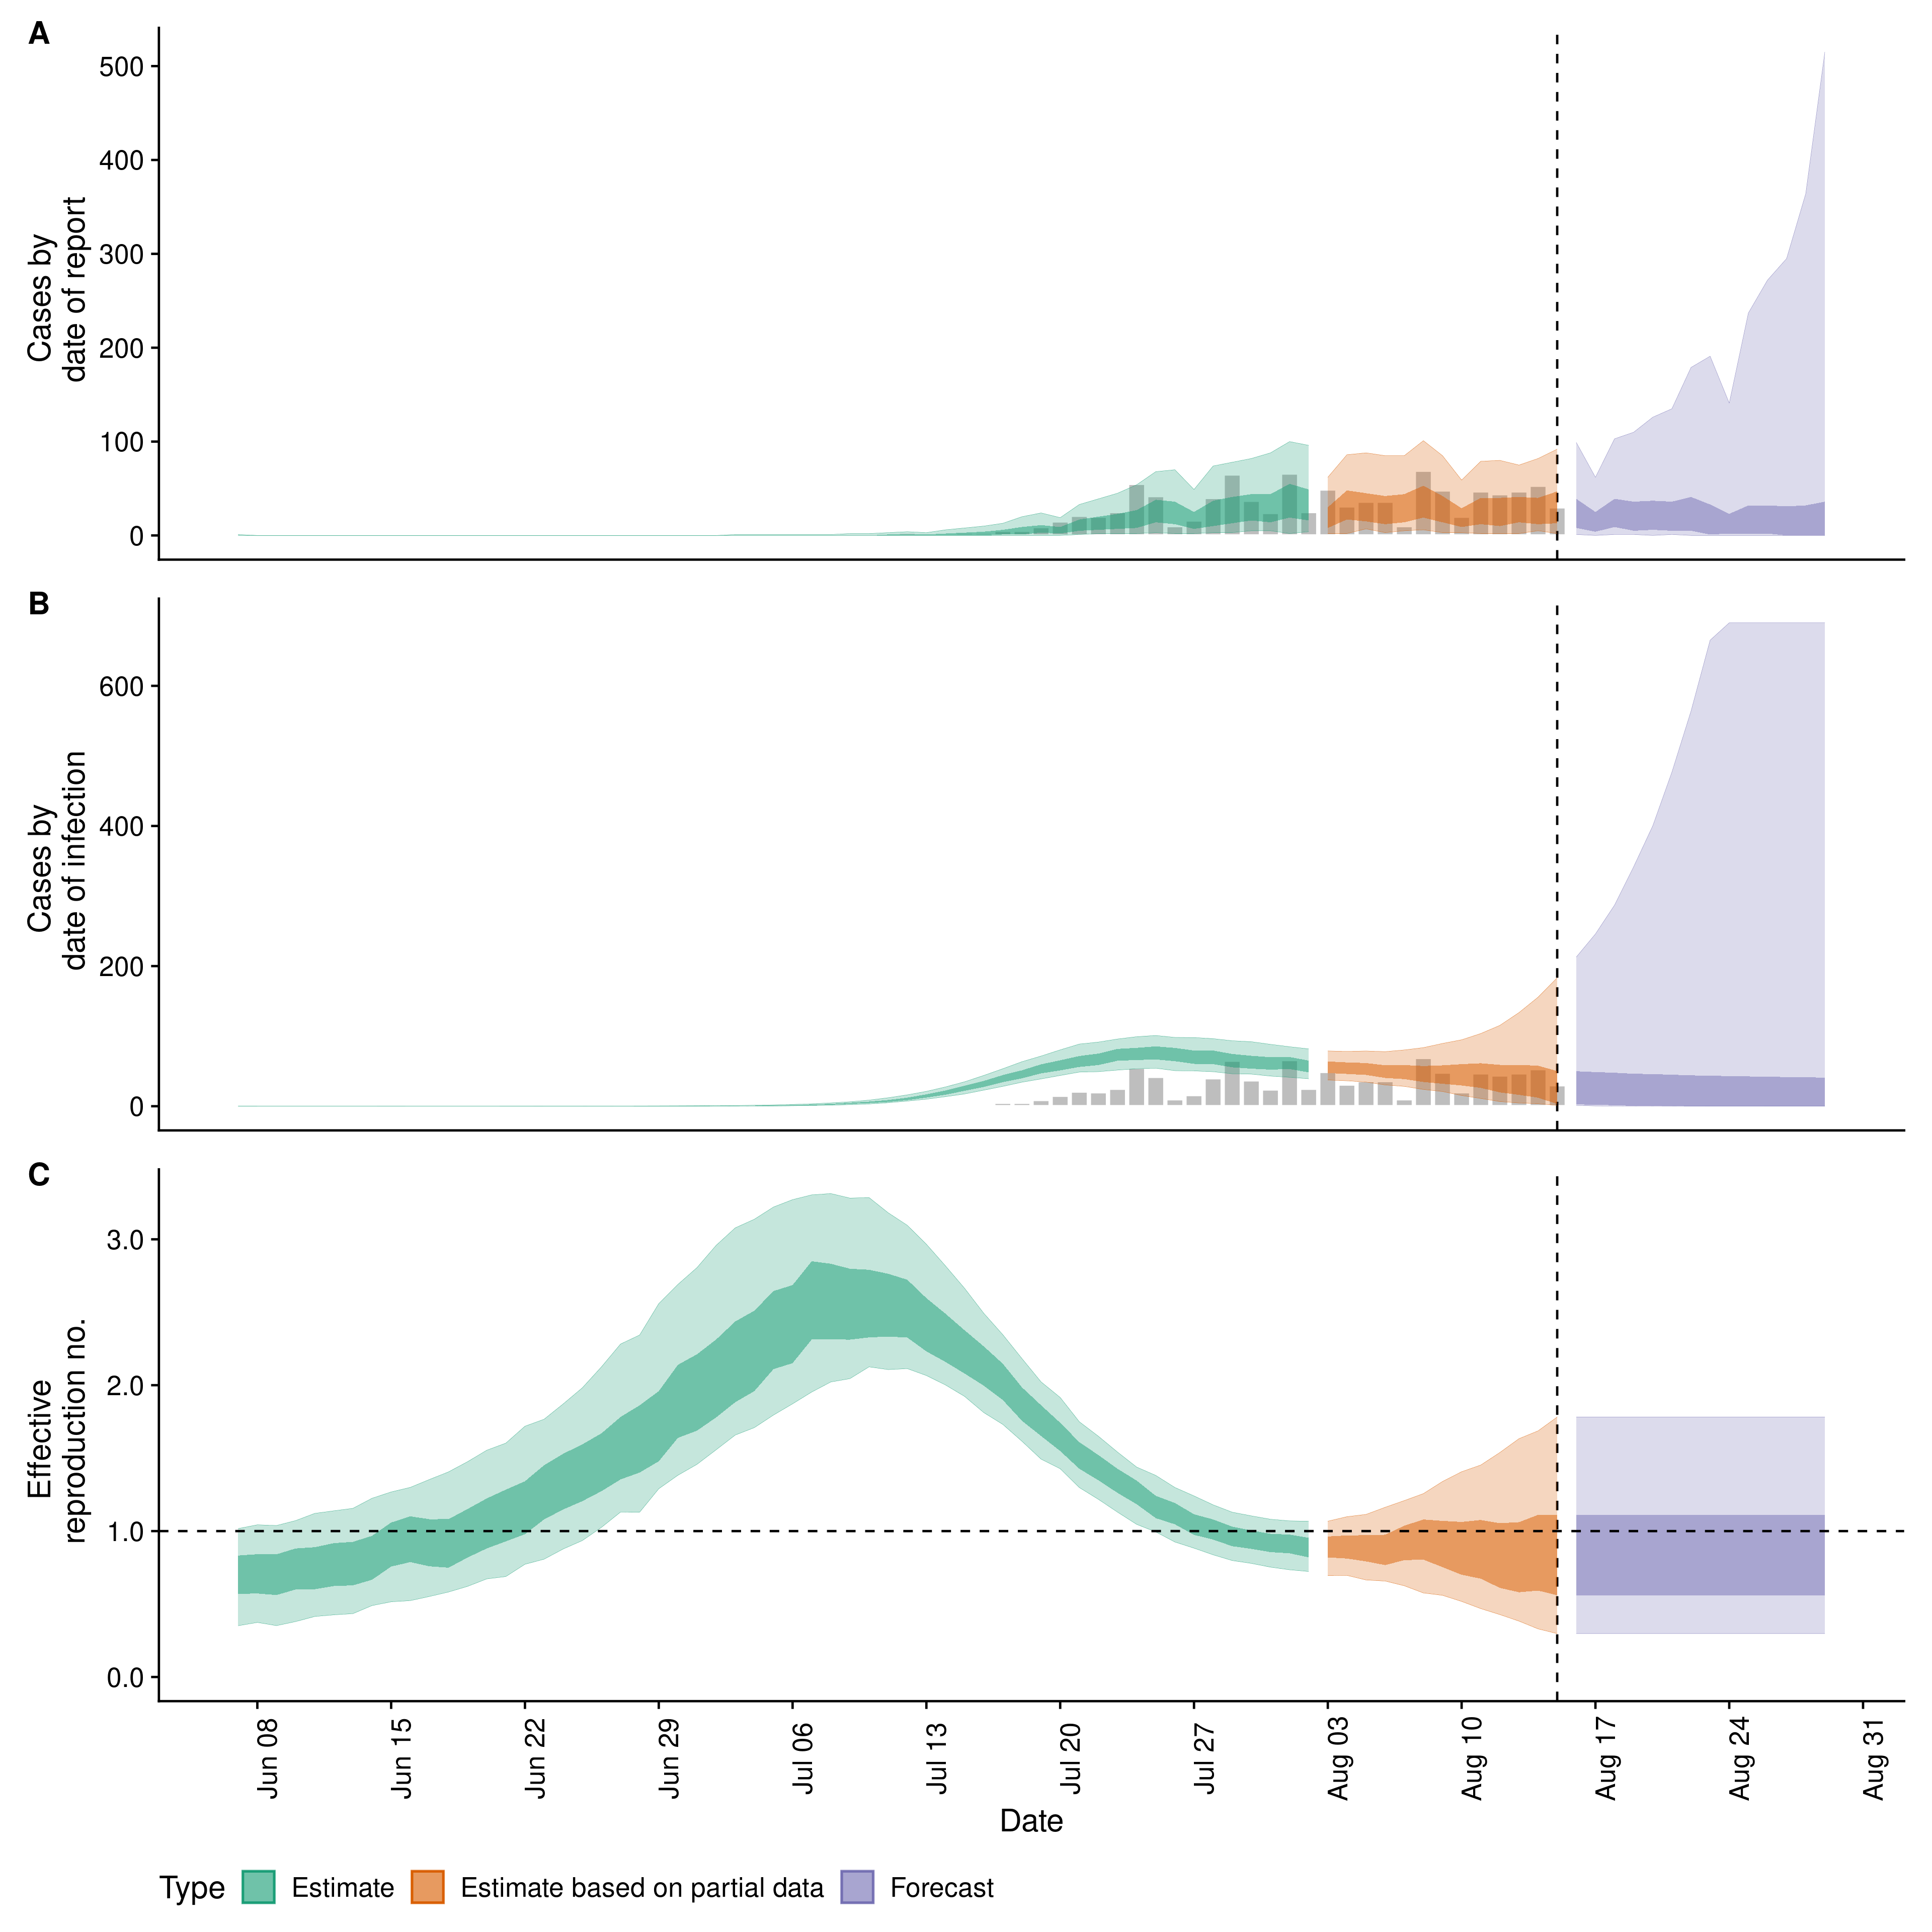 A
Cases by
date of report
500
400
300
200
100
0
B
Cases by
date of infection
600
400
200
0
C
Effective
reproduction no.
3.0
2.0
1.0
0.0
Jun 08
Jun 15
Jun 22
Jun 29
Jul 06
Jul 13
Jul 20
Jul 27
Aug 03
Aug 10
Aug 17
Aug 24
Aug 31
Date
Type Estimate Estimate based on partial data Forecast